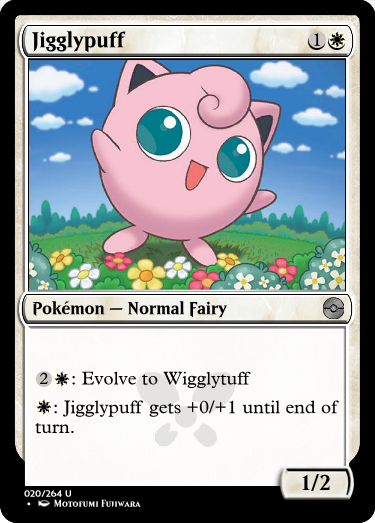 Jigglypuff 1
Pokémon — Normal Fairy
2 : Evolve to Wigglytuff
: Jigglypuff gets +0/+1 until end of
turn.
1/2
020/264 U
• Motofumi Fujiwara